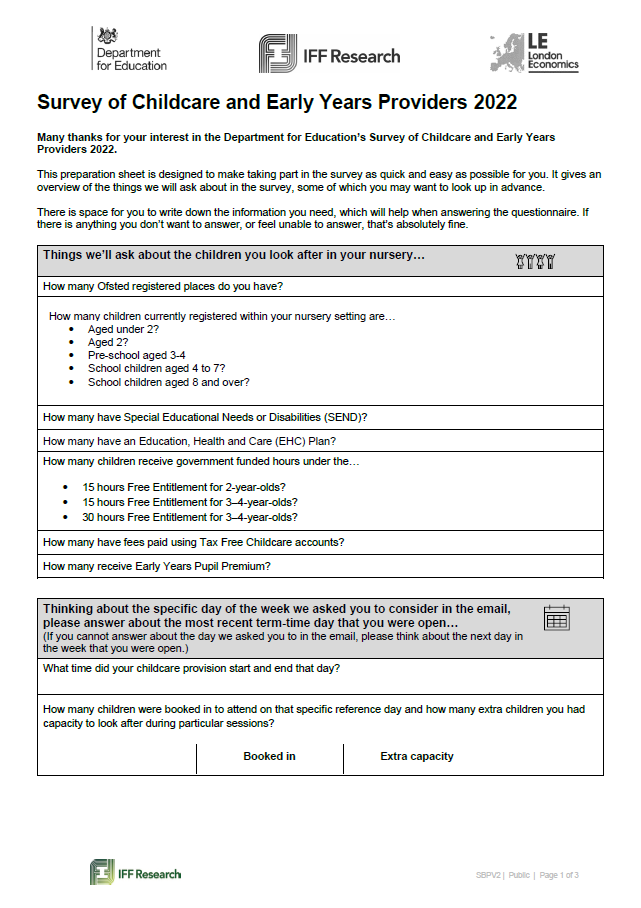 Department
for Education
IFF Research
LE
London
Economics
Survey of Childcare and Early Years Providers 2022
Many thanks for your interest in the Department for Education's Survey of Childcare and Early Years
Providers 2022.
This preparation sheet is designed to make taking part in the survey as quick and easy as possible for you. It gives an
overview of the things we will ask about in the survey, some of which you may want to look up in advance.
There is space for you to write down the information you need, which will help when answering the questionnaire. If
there is anything you don't want to answer, or feel unable to answer, that's absolutely fine.
Things we'll ask about the children you look after in your nursery…
How many Ofsted registered places do you have?
How many children currently registered within your nursery setting are…
• Aged under 2?
• Aged 2?
• Pre-school aged 3-4
• School children aged 4 to 7?
• School children aged 8 and over?
How many have Special Educational Needs or Disabilities (SEND)?
How many have an Education, Health and Care (EHC) Plan?
How many children receive government funded hours under the…
• 15 hours Free Entitlement for 2-year-olds?
• 15 hours Free Entitlement for 3–4-year-olds?
• 30 hours Free Entitlement for 3–4-year-olds?
How many have fees paid using Tax Free Childcare accounts?
How many receive Early Years Pupil Premium?
Thinking about the specific day of the week we asked you to consider in the email,
please answer about the most recent term-time day that you were open…
(If you cannot answer about the day we asked you to in the email, please think about the next day in
the week that you were open.)
What time did your childcare provision start and end that day?
How many children were booked in to attend on that specific reference day and how many extra children you had
capacity to look after during particular sessions?
Booked in Extra capacity
IFF Research
SBPV2 | Public | Page 1 of 3